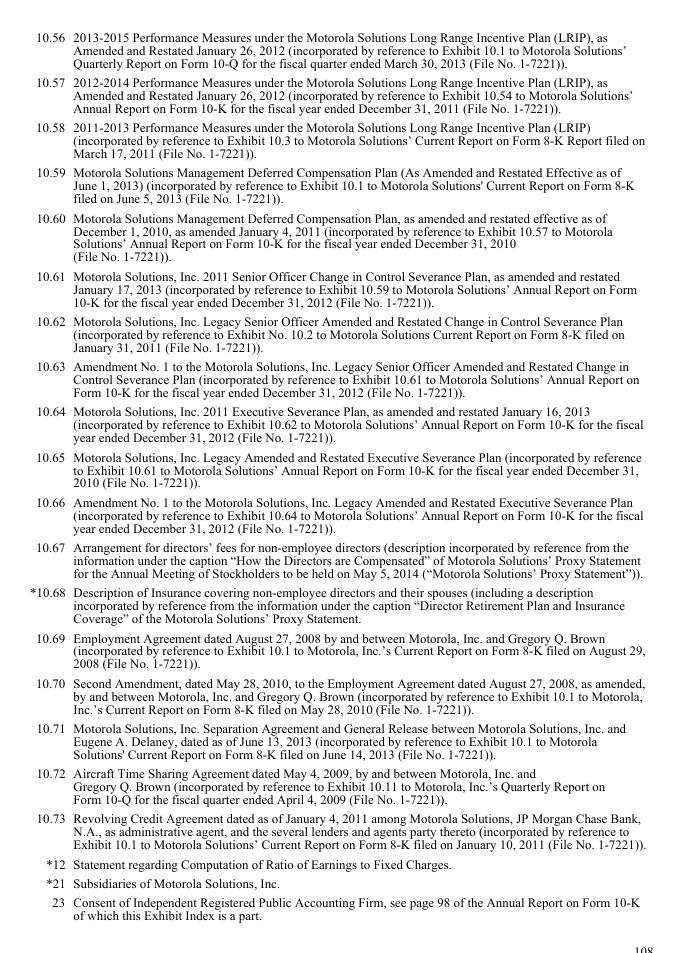 10.56 2013-2015 Performance Measures under the Motorola Solutions Long Range Incentive Plan (LRIP), as
Amended and Restated January 26, 2012 (incorporated by reference to Exhibit 10.1 to Motorola Solutions’
Quarterly Report on Form 10-Q for the fiscal quarter ended March 30, 2013 (File No. 1-7221)).
10.57 2012-2014 Performance Measures under the Motorola Solutions Long Range Incentive Plan (LRIP), as
Amended and Restated January 26, 2012 (incorporated by reference to Exhibit 10.54 to Motorola Solutions’
Annual Report on Form 10-K for the fiscal year ended December 31, 2011 (File No. 1-7221)).
10.58 2011-2013 Performance Measures under the Motorola Solutions Long Range Incentive Plan (LRIP)
(incorporated by reference to Exhibit 10.3 to Motorola Solutions’ Current Report on Form 8-K Report filed on
March 17, 2011 (File No. 1-7221)).
10.59 Motorola Solutions Management Deferred Compensation Plan (As Amended and Restated Effective as of
June 1, 2013) (incorporated by reference to Exhibit 10.1 to Motorola Solutions' Current Report on Form 8-K
filed on June 5, 2013 (File No. 1-7221)).
10.60 Motorola Solutions Management Deferred Compensation Plan, as amended and restated effective as of
December 1, 2010, as amended January 4, 2011 (incorporated by reference to Exhibit 10.57 to Motorola
Solutions’ Annual Report on Form 10-K for the fiscal year ended December 31, 2010
(File No. 1-7221)).
10.61 Motorola Solutions, Inc. 2011 Senior Officer Change in Control Severance Plan, as amended and restated
January 17, 2013 (incorporated by reference to Exhibit 10.59 to Motorola Solutions’ Annual Report on Form
10-K for the fiscal year ended December 31, 2012 (File No. 1-7221)).
10.62 Motorola Solutions, Inc. Legacy Senior Officer Amended and Restated Change in Control Severance Plan
(incorporated by reference to Exhibit No. 10.2 to Motorola Solutions Current Report on Form 8-K filed on
January 31, 2011 (File No. 1-7221)).
10.63 Amendment No. 1 to the Motorola Solutions, Inc. Legacy Senior Officer Amended and Restated Change in
Control Severance Plan (incorporated by reference to Exhibit 10.61 to Motorola Solutions’ Annual Report on
Form 10-K for the fiscal year ended December 31, 2012 (File No. 1-7221)).
10.64 Motorola Solutions, Inc. 2011 Executive Severance Plan, as amended and restated January 16, 2013
(incorporated by reference to Exhibit 10.62 to Motorola Solutions’ Annual Report on Form 10-K for the fiscal
year ended December 31, 2012 (File No. 1-7221)).
10.65 Motorola Solutions, Inc. Legacy Amended and Restated Executive Severance Plan (incorporated by reference
to Exhibit 10.61 to Motorola Solutions’ Annual Report on Form 10-K for the fiscal year ended December 31,
2010 (File No. 1-7221)).
10.66 Amendment No. 1 to the Motorola Solutions, Inc. Legacy Amended and Restated Executive Severance Plan
(incorporated by reference to Exhibit 10.64 to Motorola Solutions’ Annual Report on Form 10-K for the fiscal
year ended December 31, 2012 (File No. 1-7221)).
10.67 Arrangement for directors’ fees for non-employee directors (description incorporated by reference from the
information under the caption “How the Directors are Compensated” of Motorola Solutions’ Proxy Statement
for the Annual Meeting of Stockholders to be held on May 5, 2014 (“Motorola Solutions’ Proxy Statement”)).
*10.68 Description of Insurance covering non-employee directors and their spouses (including a description
incorporated by reference from the information under the caption “Director Retirement Plan and Insurance
Coverage” of the Motorola Solutions’ Proxy Statement.
10.69 Employment Agreement dated August 27, 2008 by and between Motorola, Inc. and Gregory Q. Brown
(incorporated by reference to Exhibit 10.1 to Motorola, Inc.’s Current Report on Form 8-K filed on August 29,
2008 (File No. 1-7221)).
10.70 Second Amendment, dated May 28, 2010, to the Employment Agreement dated August 27, 2008, as amended,
by and between Motorola, Inc. and Gregory Q. Brown (incorporated by reference to Exhibit 10.1 to Motorola,
Inc.’s Current Report on Form 8-K filed on May 28, 2010 (File No. 1-7221)).
10.71 Motorola Solutions, Inc. Separation Agreement and General Release between Motorola Solutions, Inc. and
Eugene A. Delaney, dated as of June 13, 2013 (incorporated by reference to Exhibit 10.1 to Motorola
Solutions' Current Report on Form 8-K filed on June 14, 2013 (File No. 1-7221)).
10.72 Aircraft Time Sharing Agreement dated May 4, 2009, by and between Motorola, Inc. and
Gregory Q. Brown (incorporated by reference to Exhibit 10.11 to Motorola, Inc.’s Quarterly Report on
Form 10-Q for the fiscal quarter ended April 4, 2009 (File No. 1-7221)).
10.73 Revolving Credit Agreement dated as of January 4, 2011 among Motorola Solutions, JP Morgan Chase Bank,
N.A., as administrative agent, and the several lenders and agents party thereto (incorporated by reference to
Exhibit 10.1 to Motorola Solutions’ Current Report on Form 8-K filed on January 10, 2011 (File No. 1-7221)).
*12 Statement regarding Computation of Ratio of Earnings to Fixed Charges.
*21 Subsidiaries of Motorola Solutions, Inc.
23 Consent of Independent Registered Public Accounting Firm, see page 98 of the Annual Report on Form 10-K
of which this Exhibit Index is a part.
108